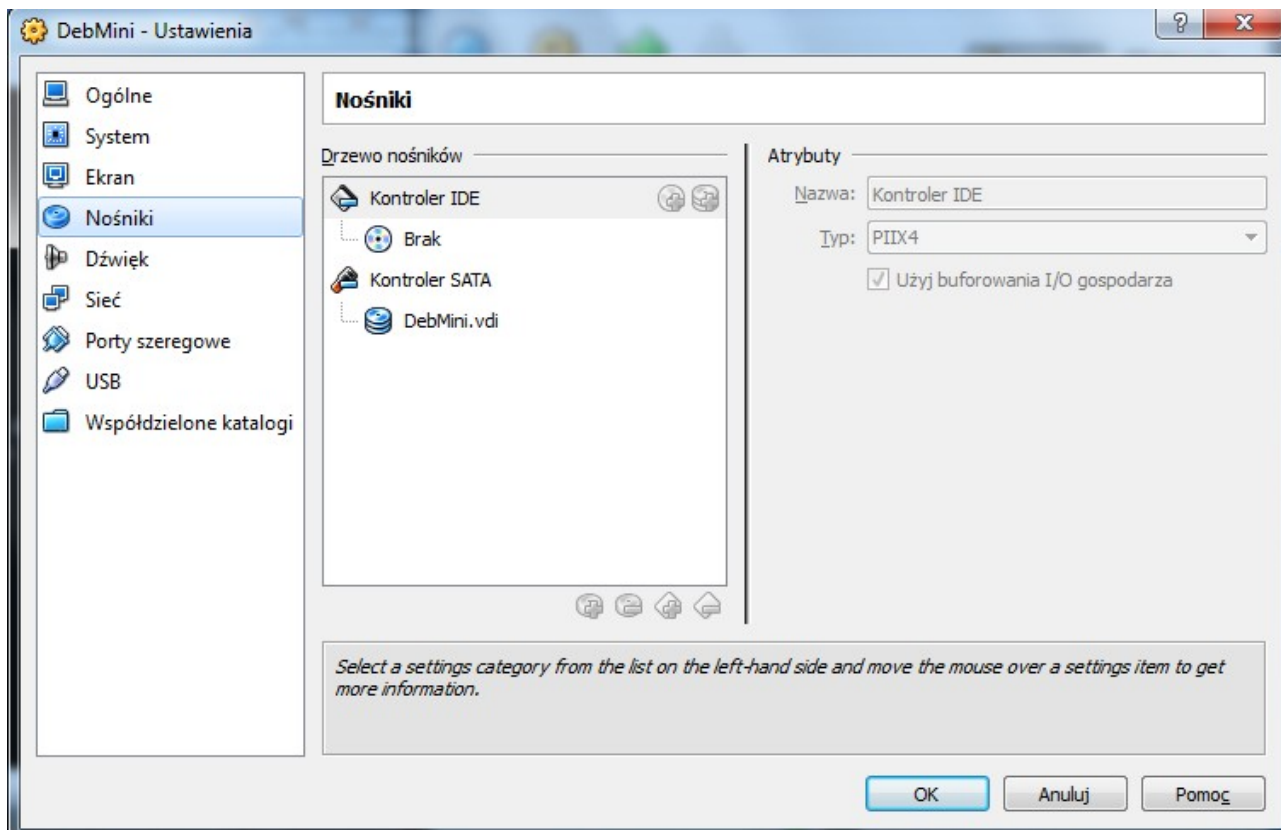 DebMini - Ustawienia
Ogólne
System
Ekran
Nośniki
Dźwięk
Sieć
Porty szeregowe
USB
Współdzielone katalogi
Nośniki
Drzewo nośników
Kontroler IDE
Brak
Kontroler SATA
DebMini.vdi
Atrybuty
Nazwa: Kontroler IDE
Typ: PIIX4
Użyj buforowania I/O gospodarza
Select a settings category from the list on the left-hand side and move the mouse over a settings item to get
more information.
OK Anuluj Pomoc